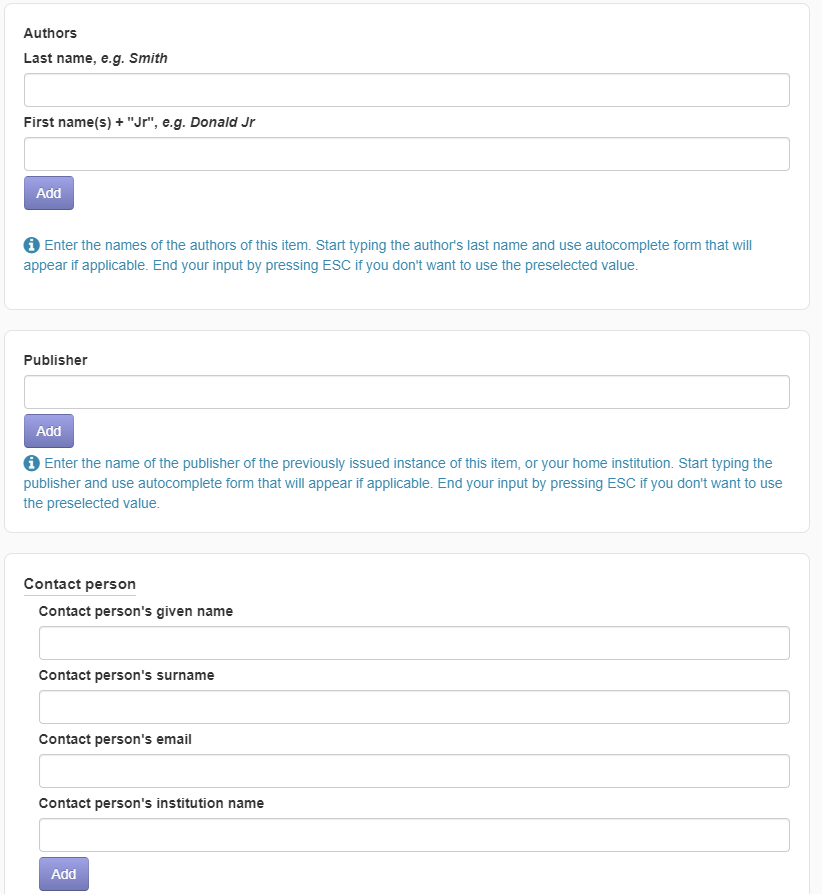 Authors
Last name, e.g. Smith
First name(s) + "Jr", e.g. Donald Jr
Add
Enter the names of the authors of this item. Start typing the author's last name and use autocomplete form that will
appear if applicable. End your input by pressing ESC if you don't want to use the preselected value.
Publisher
Add
Enter the name of the publisher of the previously issued instance of this item, or your home institution. Start typing the
publisher and use autocomplete form that will appear if applicable. End your input by pressing ESC if you don't want to use
the preselected value.
Contact person
Contact person's given name
Contact person's surname
Contact person's email
Contact person's institution name
Add